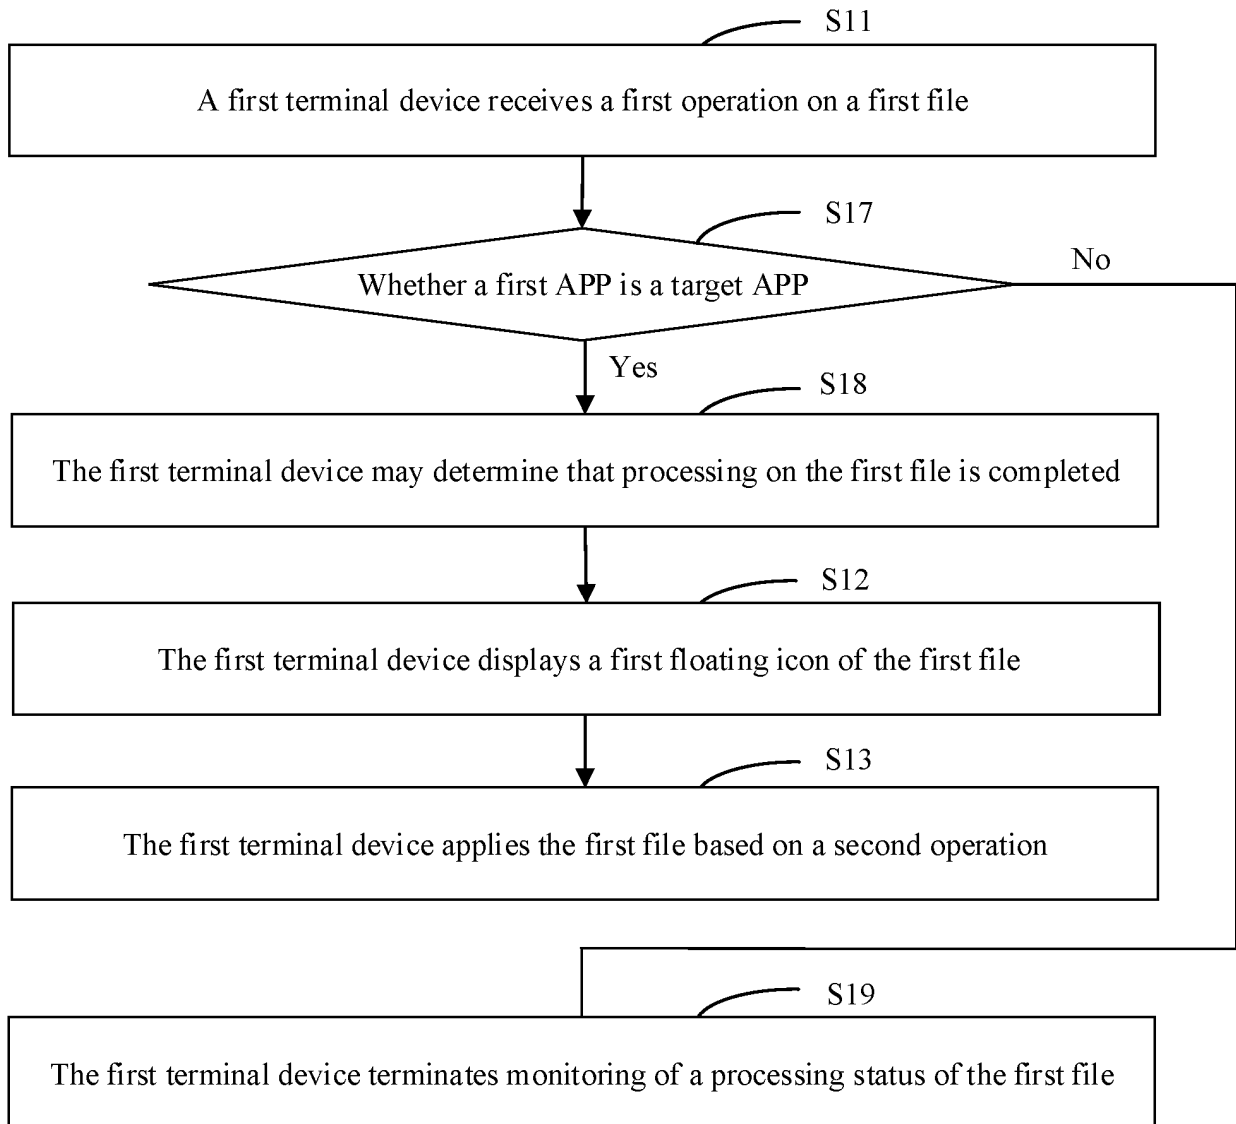 S11
A first terminal device receives a first operation on a first file
S17
Whether a first APP is a target APP
No
Yes
S18
The first terminal device may determine that processing on the first file is completed
S12
The first terminal device displays a first floating icon of the first file
S13
The first terminal device applies the first file based on a second operation
S19
The first terminal device terminates monitoring of a processing status of the first file